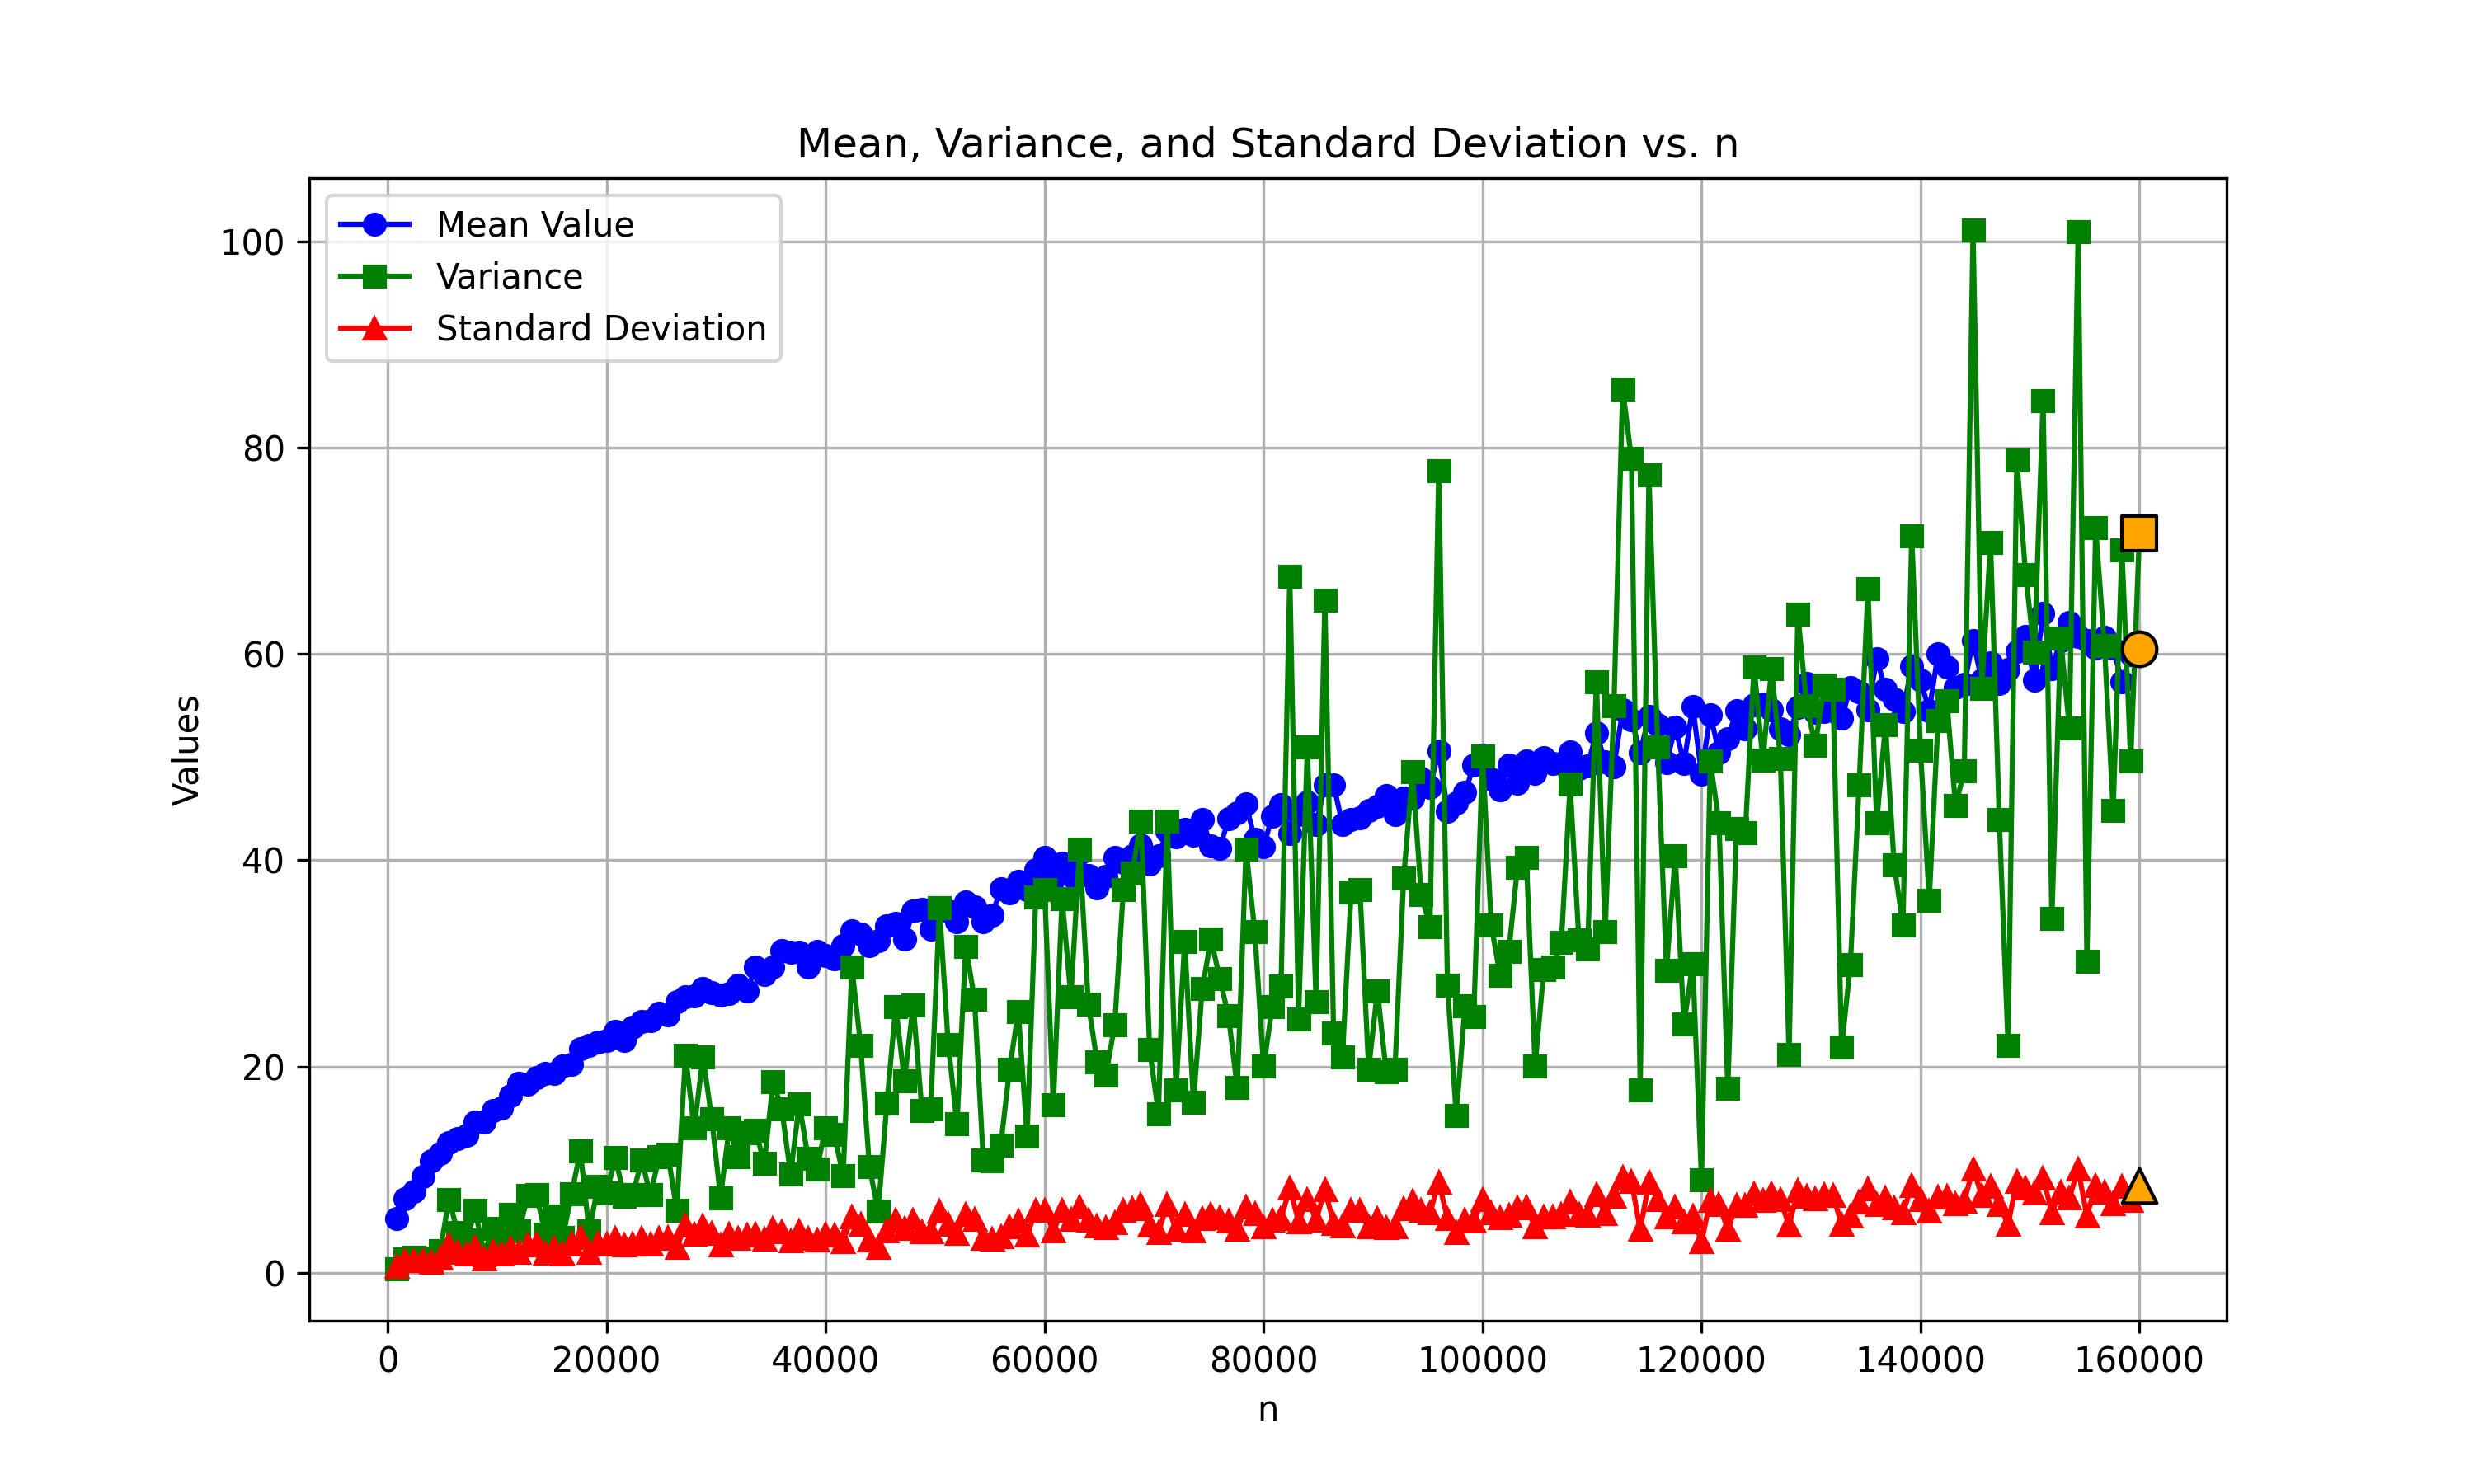 Mean, Variance, and Standard Deviation vs. n
Mean Value
Variance
Standard Deviation
100
80
60
40
20
0
Values
0 20000 40000 60000 80000 100000 120000 140000 160000
n